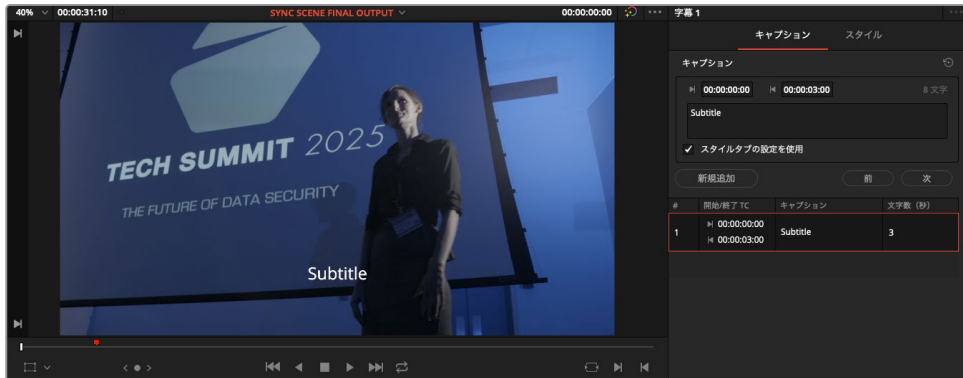 40% 00:00:31:10 SYNC SCENE FINAL OUTPUT 00:00:00:00
TECH SUMMIT 2025
THE FUTURE OF DATA SECURITY
Subtitle
字幕 1
キャプション スタイル
キャプション
00:00:00:00 00:00:03:00 8 文字
Subtitle
スタイルタブの設定を使用
新規追加 前 次
# 開始/終了 TC キャプション 文字数（秒）
1 00:00:00:00 Subtitle 3
00:00:03:00